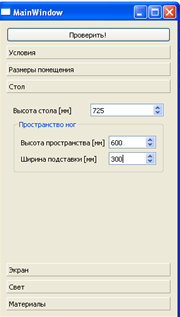 MainWindow
Проверить!
Условия
Размеры помещения
Стол
Высота стола [мм] 725
Пространство ног
Высота пространства [мм] 600
Ширина подставки [мм] 300
Экран
Свет
Материалы